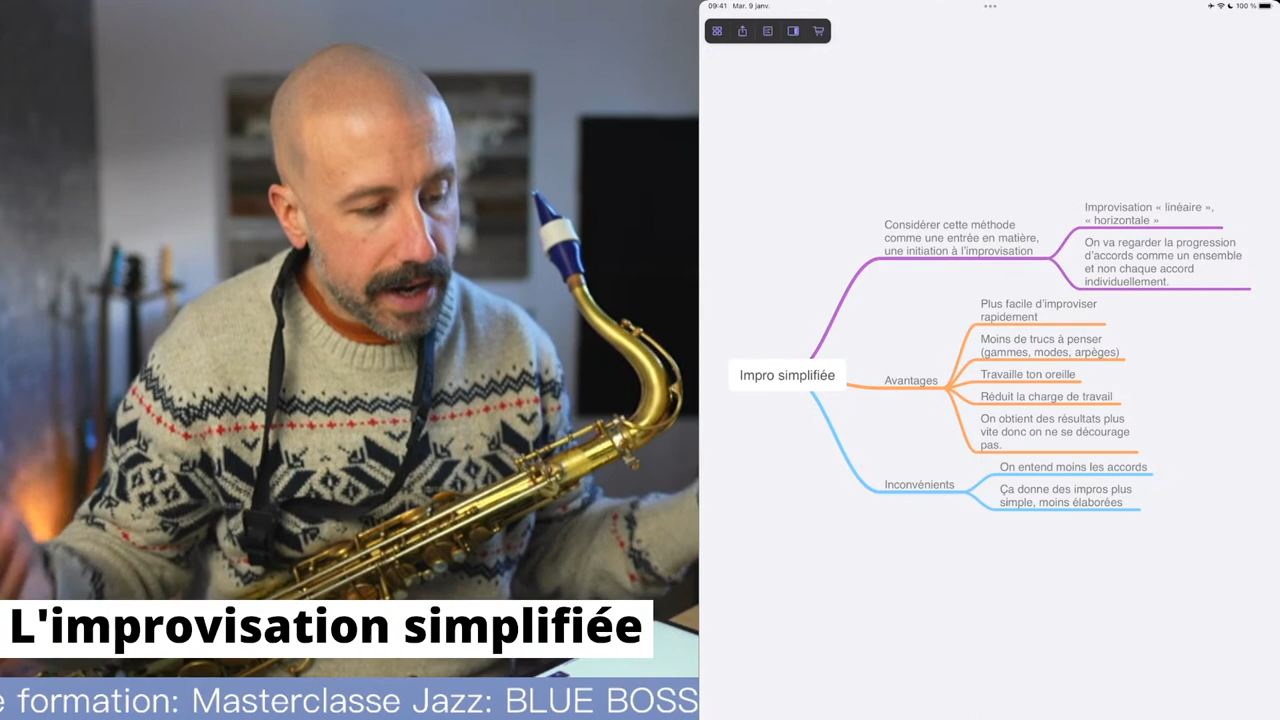 09:41 Mar. 9 janv.
100 %
Improvisation « linéaire »,
« horizontale »
Considérer cette méthode
comme une entrée en matière,
une initiation à l'improvisation
On va regarder la progression
d'accords comme un ensemble
et non chaque accord
individuellement.
Impro simplifiée
Avantages
Plus facile d'improviser
rapidement
Moins de trucs à penser
(gammes, modes, arpèges)
Travaille ton oreille
Réduit la charge de travail
On obtient des résultats plus
vite donc on ne se décourage
pas.
Inconvénients
On entend moins les accords
Ça donne des impros plus
simple, moins élaborées
L'improvisation simplifiée
e formation: Masterclasse Jazz: BLUE BOSS